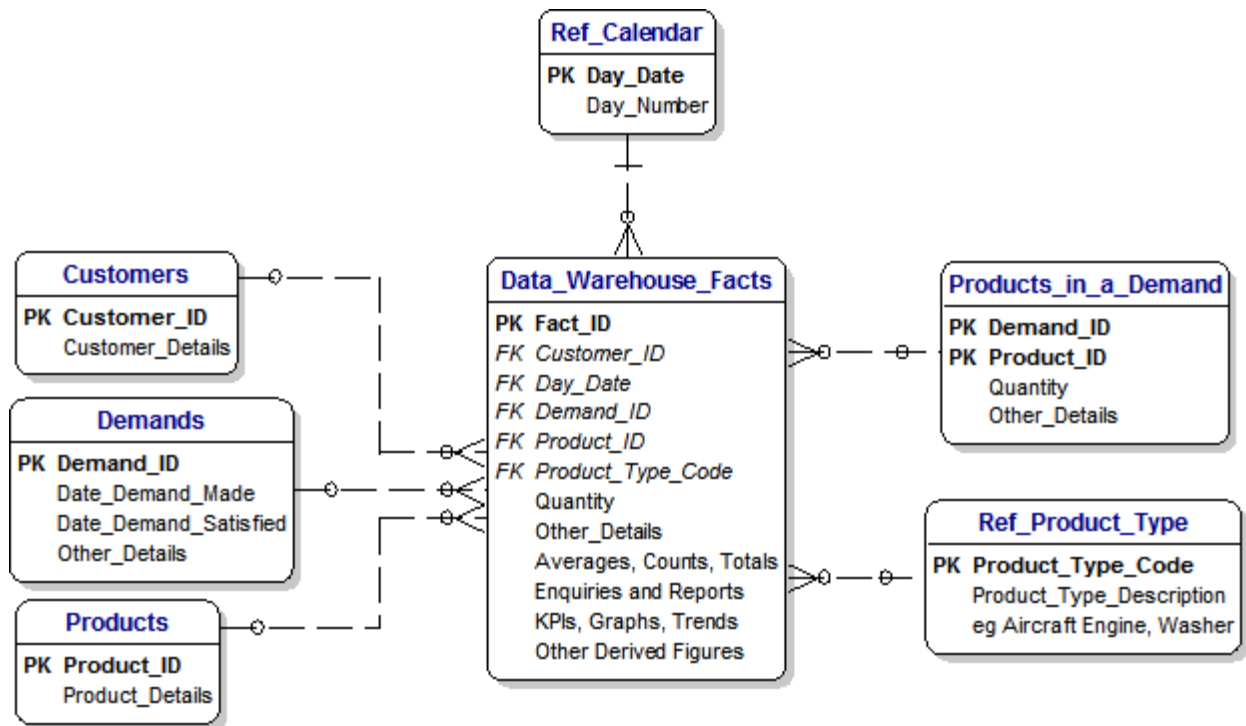 Ref_Calendar
PK Day_Date
Day_Number
Customers
PK Customer_ID
Customer_Details
Demands
PK Demand_ID
Date_Demand_Made
Date_Demand_Satisfied
Other_Details
Products
PK Product_ID
Product_Details
Data_Warehouse_Facts
PK Fact_ID
FK Customer_ID
FK Day_Date
FK Demand_ID
FK Product_ID
FK Product_Type_Code
Quantity
Other_Details
Averages, Counts, Totals
Enquiries and Reports
KPIs, Graphs, Trends
Other Derived Figures
Products_in_a_Demand
PK Demand_ID
PK Product_ID
Quantity
Other_Details
Ref_Product_Type
PK Product_Type_Code
Product_Type_Description
eg Aircraft Engine, Washer